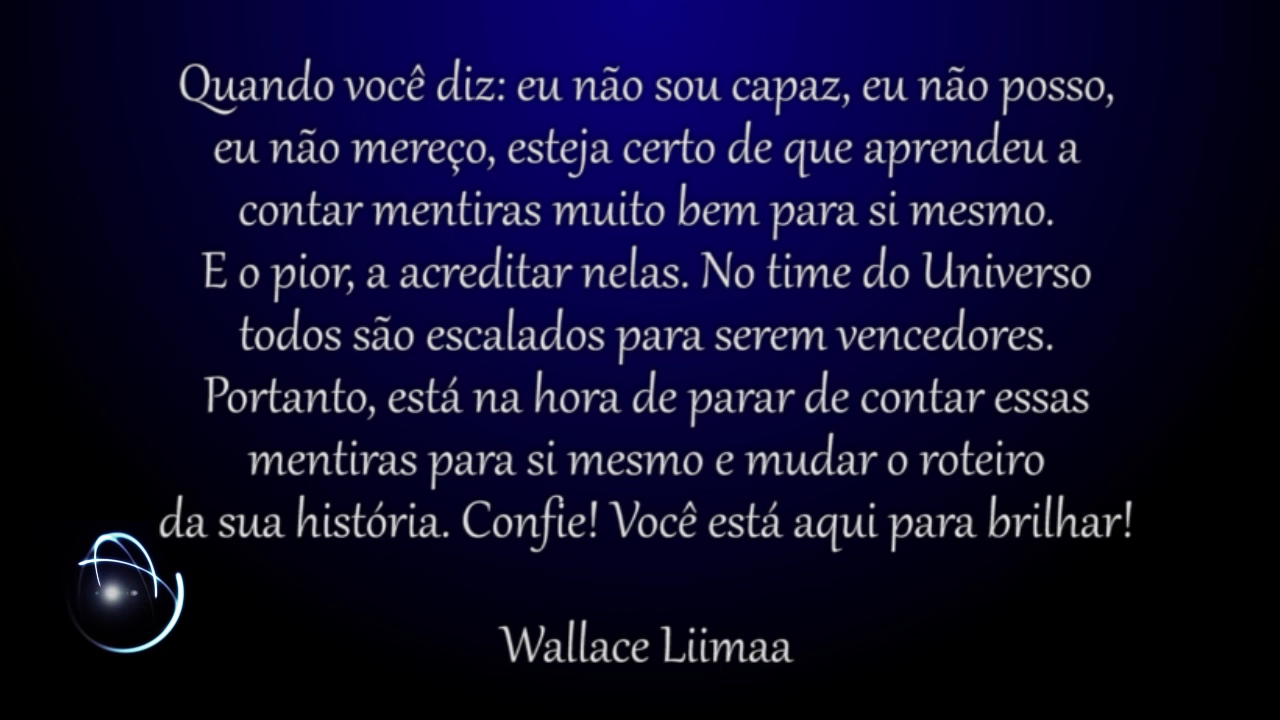 Quando você diz: eu não sou capaz, eu não posso,
eu não mereço, esteja certo de que aprendeu a
contar mentiras muito bem para si mesmo.
E o pior, a acreditar nelas. No time do Universo
todos são escalados para serem vencedores.
Portanto, está na hora de parar de contar essas
mentiras para si mesmo e mudar o roteiro
da sua história. Confie! Você está aqui para brilhar!
Wallace Liimaa